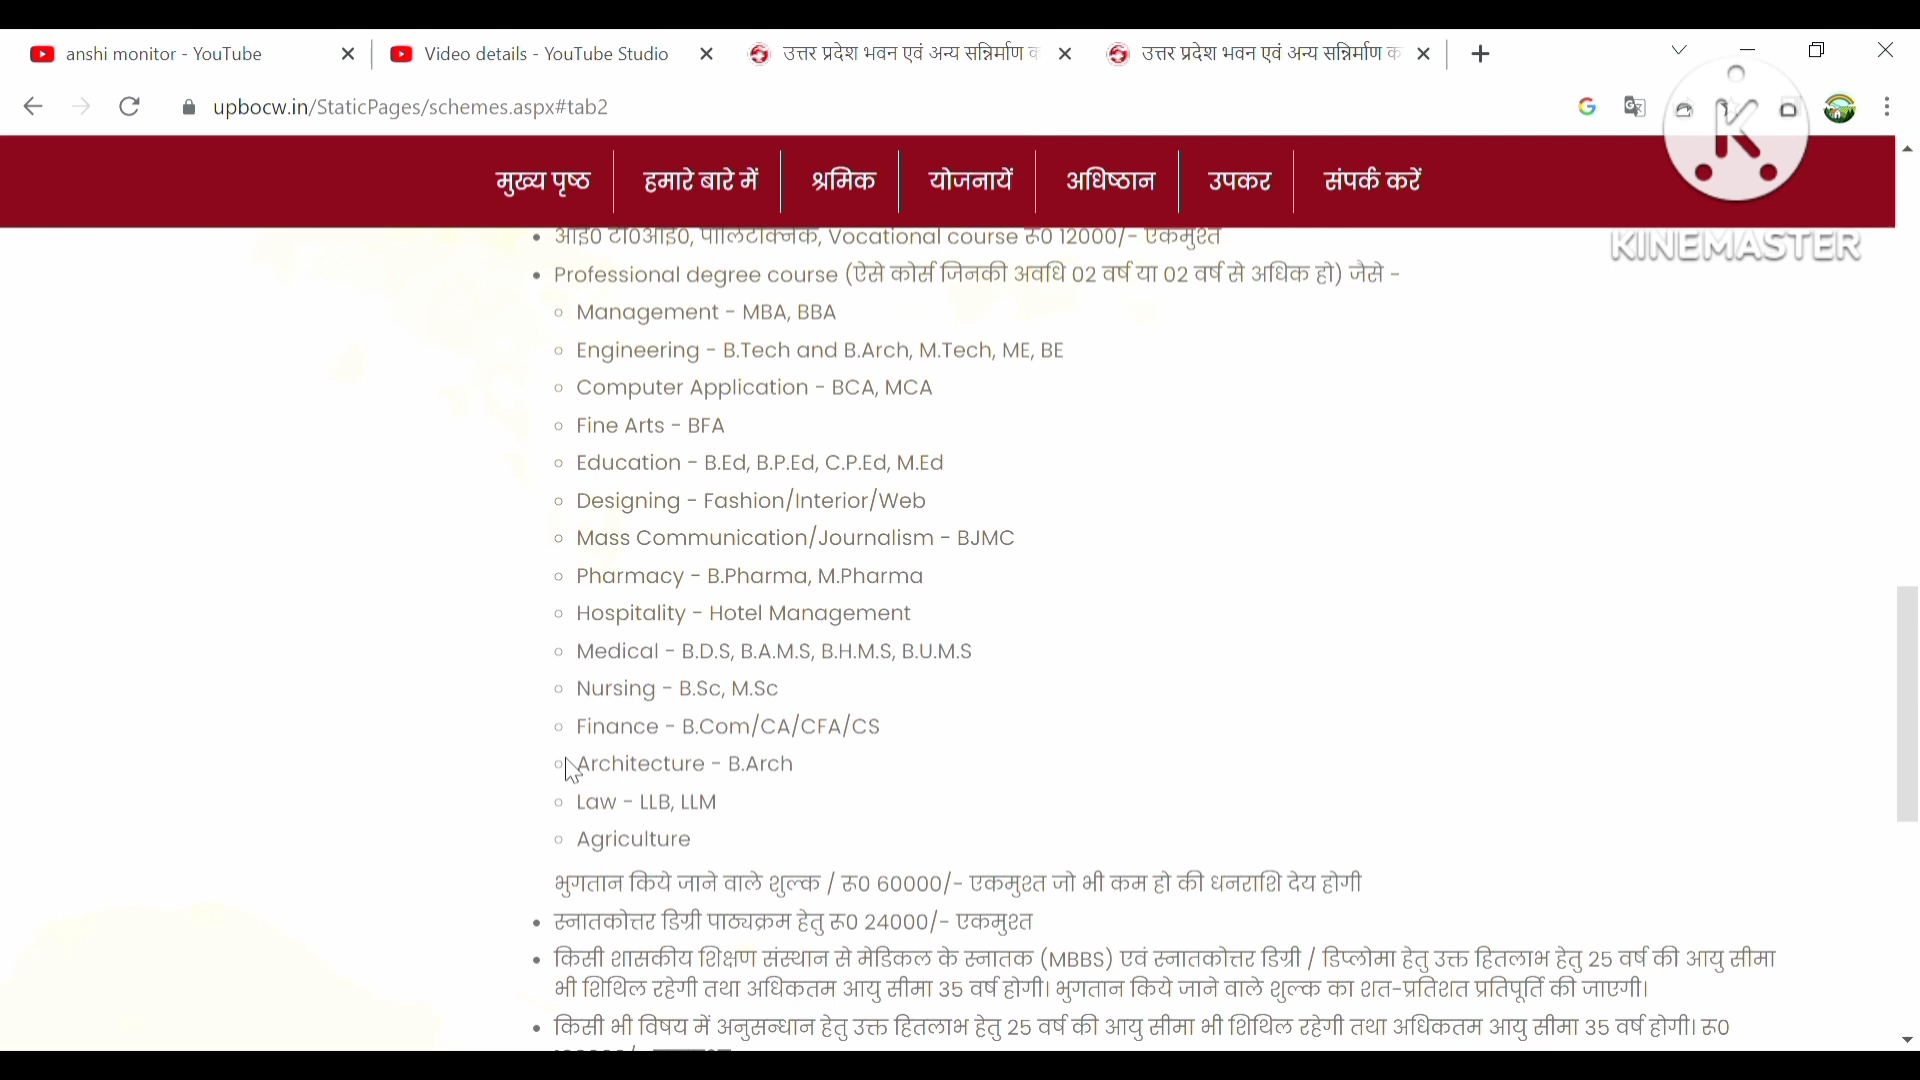 anshi monitor - YouTube
Video details - YouTube Studio
उत्तर प्रदेश भवन एवं अन्य सन्निर्माण
उत्तर प्रदेश भवन एवं अन्य सन्निर्माण
upbocw.in/StaticPages/schemes.aspx#tab2
मुख्य पृष्ठ
हमारे बारे में
श्रमिक
योजनायें
अधिष्ठान
उपकर
संपर्क करें
K
KINEMASTER
आई0 टी0आई0, पॉलिटेक्निक, Vocational course रू0 12000/- एकमुश्त
Professional degree course (ऐसे कोर्स जिनकी अवधि 02 वर्ष या 02 वर्ष से अधिक हो) जैसे -
Management - MBA, BBA
Engineering - B.Tech and B.Arch, M.Tech, ME, BE
Computer Application - BCA, MCA
Fine Arts - BFA
Education - B.Ed, B.P.Ed, C.P.Ed, M.Ed
Designing - Fashion/Interior/Web
Mass Communication/Journalism - BJMC
Pharmacy - B.Pharma, M.Pharma
Hospitality - Hotel Management
Medical - B.D.S, B.A.M.S, B.H.M.S, B.U.M.S
Nursing - B.Sc, M.Sc
Finance - B.Com/CA/CFA/CS
Architecture - B.Arch
Law - LLB, LLM
Agriculture
भुगतान किये जाने वाले शुल्क / रू0 60000/- एकमुश्त जो भी कम हो की धनराशि देय होगी
स्नातकोत्तर डिग्री पाठ्यक्रम हेतु रू0 24000/- एकमुश्त
किसी शासकीय शिक्षण संस्थान से मेडिकल के स्नातक (MBBS) एवं स्नातकोत्तर डिग्री / डिप्लोमा हेतु उक्त हितलाभ हेतु 25 वर्ष की आयु सीमा
भी शिथिल रहेगी तथा अधिकतम आयु सीमा 35 वर्ष होगी। भुगतान किये जाने वाले शुल्क का शत-प्रतिशत प्रतिपूर्ति की जाएगी।
किसी भी विषय में अनुसन्धान हेतु उक्त हितलाभ हेतु 25 वर्ष की आयु सीमा भी शिथिल रहेगी तथा अधिकतम आयु सीमा 35 वर्ष होगी। रू0